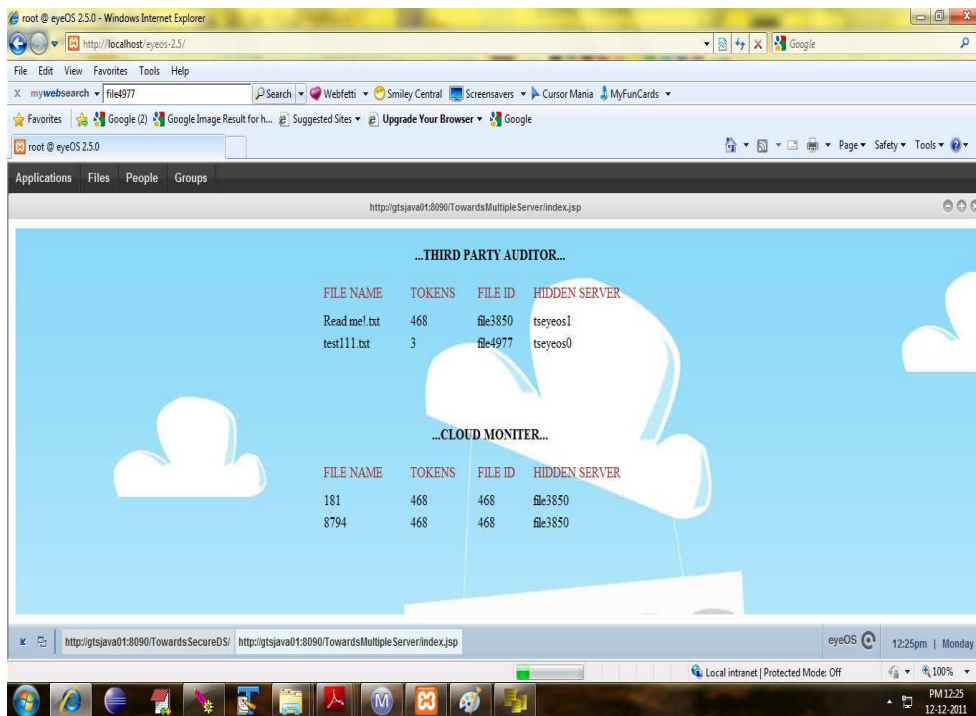 root @ eyeOS 2.5.0 - Windows Internet Explorer
http://localhost/eyeos-2.5/
Google
File Edit View Favorites Tools Help
X mywebsearch file4977 Search Webfetti Smiley Central Screensavers Cursor Mania MyFunCards
Favorites Google (2) Google Image Result for h... Suggested Sites Upgrade Your Browser Google
root @ eyeOS 2.5.0 Page Safety Tools
Applications Files People Groups
http://gtsjava01:8090/TowardsMultipleServer/index.jsp
...THIRD PARTY AUDITOR...
FILE NAME TOKENS FILE ID HIDDEN SERVER
Read me!.txt 468 file3850 tseyeos1
test111.txt 3 file4977 tseyeos0
...CLOUD MONITER...
FILE NAME TOKENS FILE ID HIDDEN SERVER
181 468 468 file3850
8794 468 468 file3850
http://gtsjava01:8090/TowardsSecureDS/ http://gtsjava01:8090/TowardsMultipleServer/index.jsp eyeOS 12:25pm | Monday
Local intranet | Protected Mode: Off 100%
PM 12:25
12-12-2011